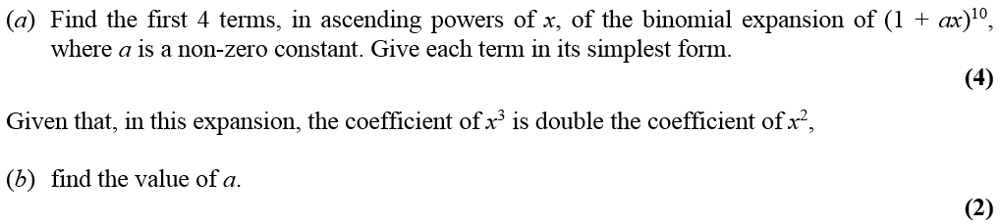 (a) Find the first 4 terms, in ascending powers of x, of the binomial expansion of (1 + ax)¹⁰,
where a is a non-zero constant. Give each term in its simplest form.
(4)
Given that, in this expansion, the coefficient of x³ is double the coefficient of x²,
(b) find the value of a.
(2)